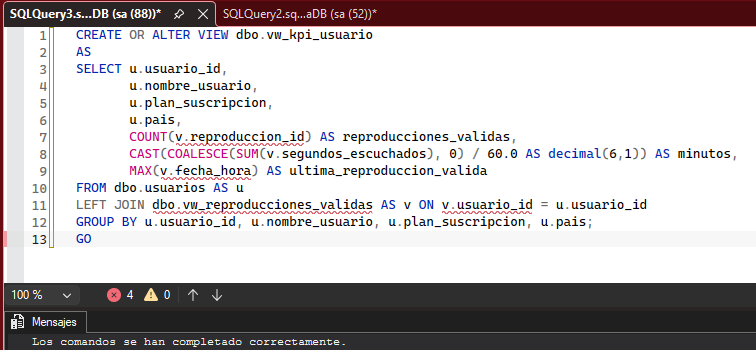 SQLQuery3.s...DB (sa (88))* SQLQuery2.sq...aDB (sa (52))*
1 CREATE OR ALTER VIEW dbo.vw_kpi_usuario
2 AS
3 SELECT u.usuario_id,
4 u.nombre_usuario,
5 u.plan_suscripcion,
6 u.pais,
7 COUNT(v.reproduccion_id) AS reproducciones_validas,
8 CAST(COALESCE(SUM(v.segundos_escuchados), 0) / 60.0 AS decimal(6,1)) AS minutos,
9 MAX(v.fecha_hora) AS ultima_reproduccion_valida
10 FROM dbo.usuarios AS u
11 LEFT JOIN dbo.vw_reproducciones_validas AS v ON v.usuario_id = u.usuario_id
12 GROUP BY u.usuario_id, u.nombre_usuario, u.plan_suscripcion, u.pais;
13 GO
100 % 4 0
Mensajes
Los comandos se han completado correctamente.